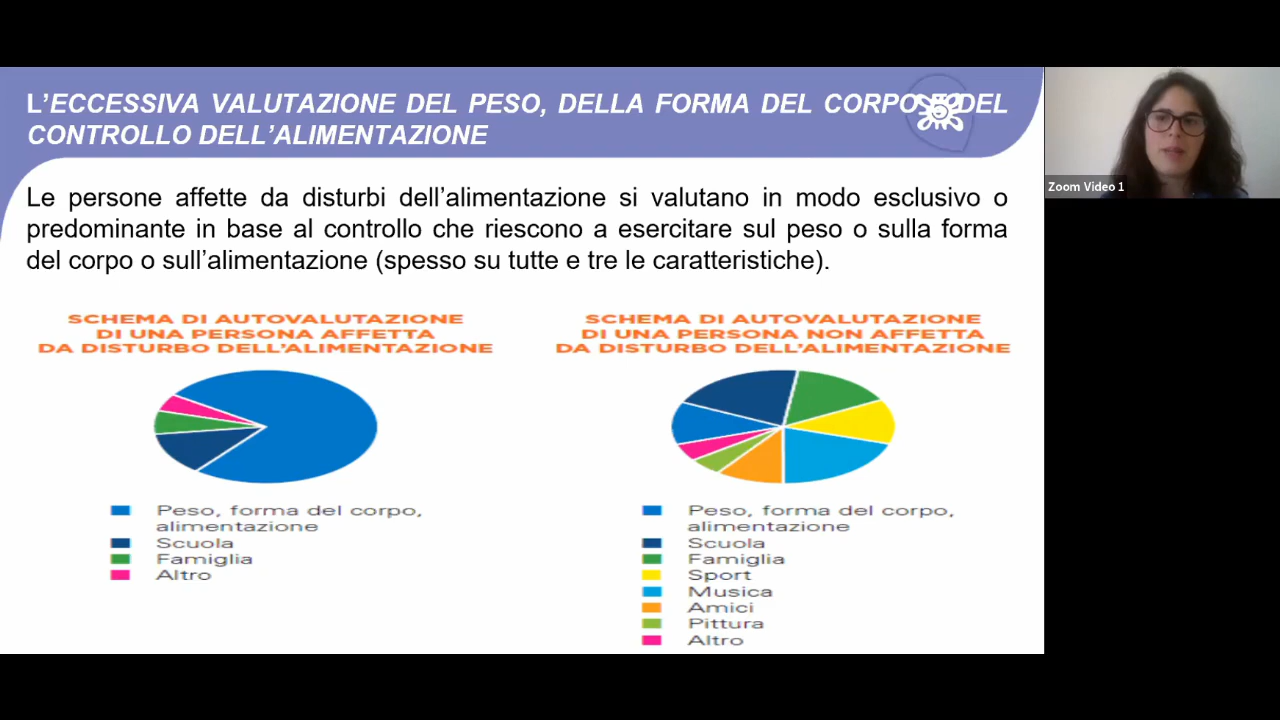 L'ECCESSIVA VALUTAZIONE DEL PESO, DELLA FORMA DEL CORPO E DEL
CONTROLLO DELL'ALIMENTAZIONE
Zoom Video 1
Le persone affette da disturbi dell'alimentazione si valutano in modo esclusivo o
predominante in base al controllo che riescono a esercitare sul peso o sulla forma
del corpo o sull'alimentazione (spesso su tutte e tre le caratteristiche).
SCHEMA DI AUTOVALUTAZIONE
DI UNA PERSONA AFFETTA
DA DISTURBO DELL'ALIMENTAZIONE
Peso, forma del corpo,
alimentazione
Scuola
Famiglia
Altro
SCHEMA DI AUTOVALUTAZIONE
DI UNA PERSONA NON AFFETTA
DA DISTURBO DELL'ALIMENTAZIONE
Peso, forma del corpo,
alimentazione
Scuola
Famiglia
Sport
Musica
Amici
Pittura
Altro